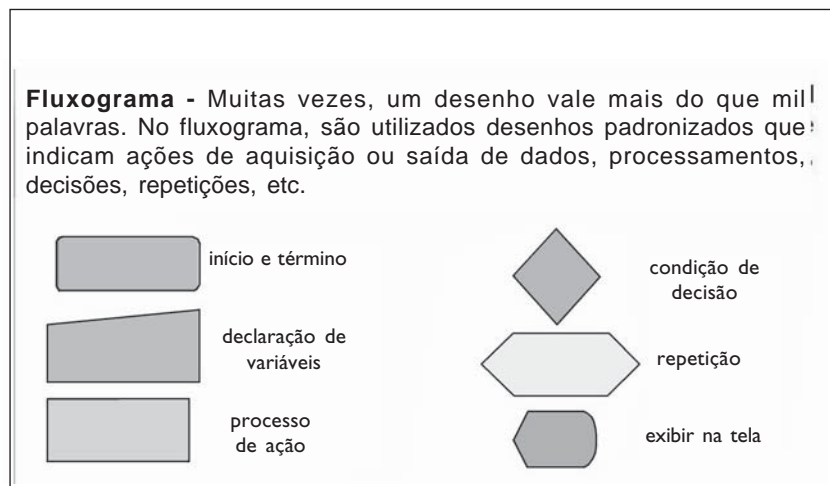 Fluxograma - Muitas vezes, um desenho vale mais do que mil
palavras. No fluxograma, são utilizados desenhos padronizados que
indicam ações de aquisição ou saída de dados, processamentos,
decisões, repetições, etc.
início e término
declaração de
variáveis
processo
de ação
condição de
decisão
repetição
exibir na tela